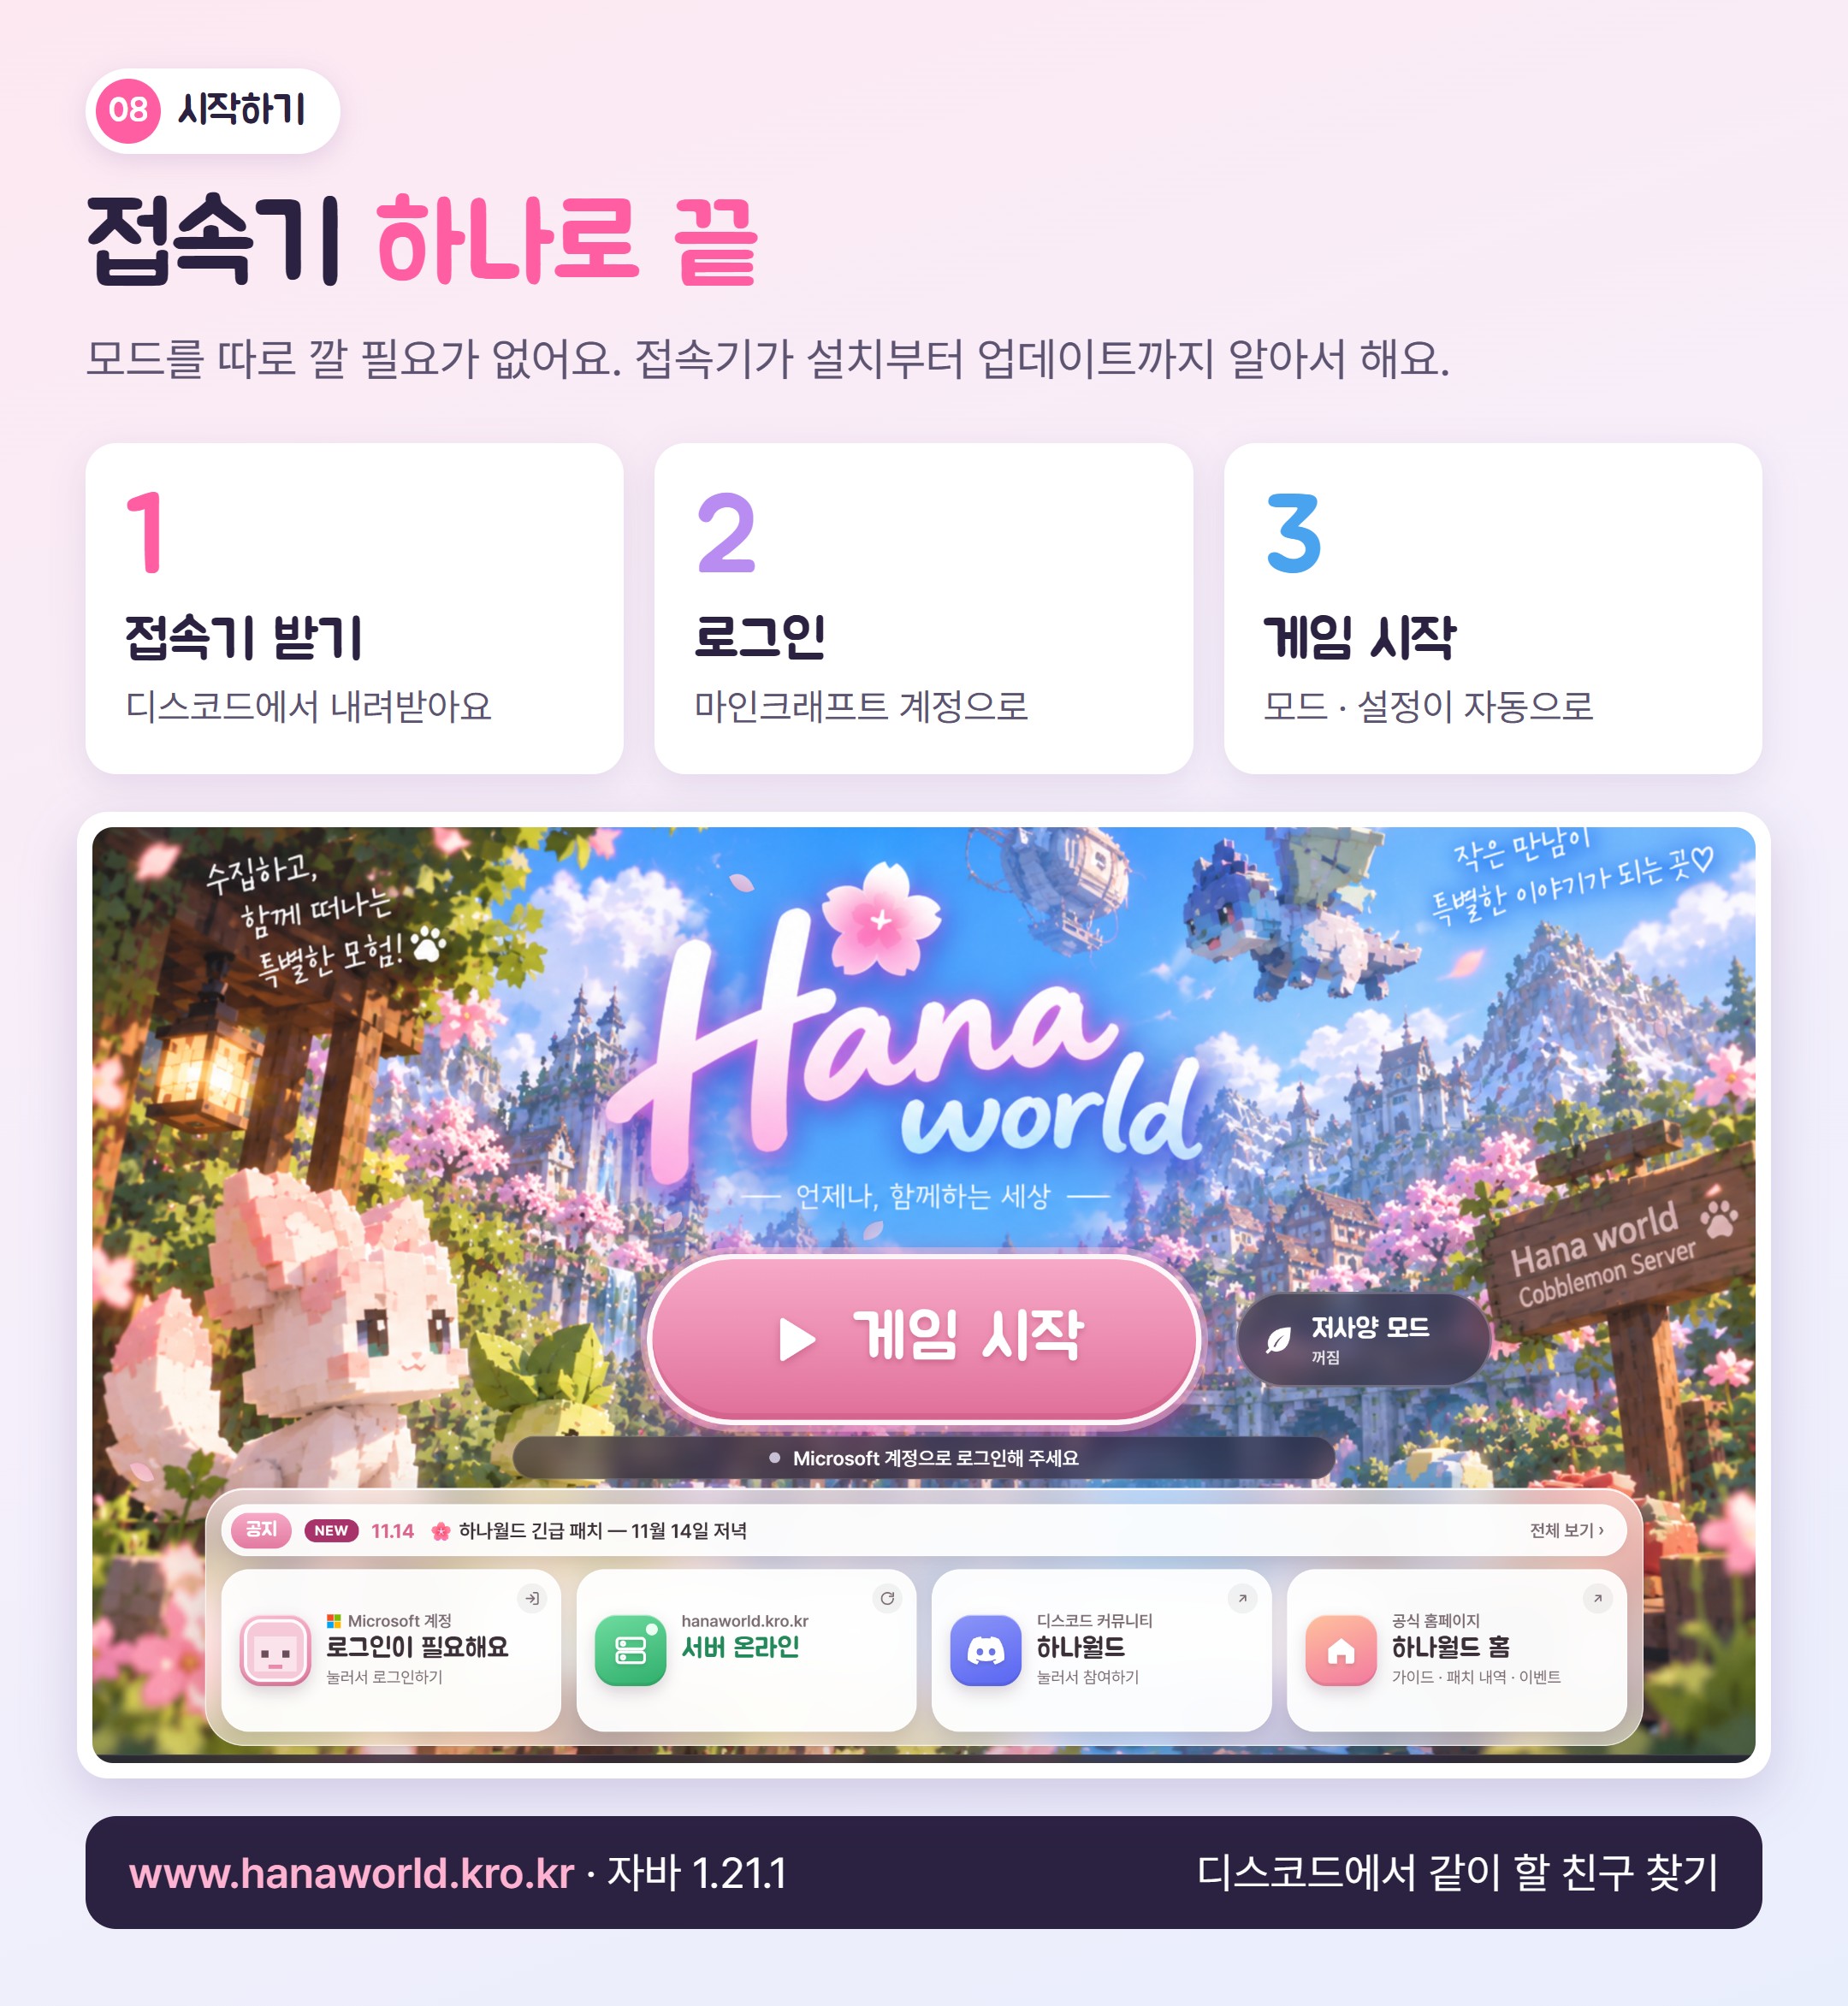 08 시작하기
접속기 하나로 끝
모드를 따로 깔 필요가 없어요. 접속기가 설치부터 업데이트까지 알아서 해요.
1
접속기 받기
디스코드에서 내려받아요
2
로그인
마인크래프트 계정으로
3
게임 시작
모드 · 설정이 자동으로
수집하고,
함께 떠나는
특별한 모험!
작은 만남이
특별한 이야기가 되는 곳♡
Hana
world
언제나, 함께하는 세상
Hana world
Cobblemon Server
게임 시작
저사양 모드
꺼짐
Microsoft 계정으로 로그인해 주세요
공지 NEW 11.14 🌸 하나월드 긴급 패치 — 11월 14일 저녁 전체 보기 ›
Microsoft 계정
로그인이 필요해요
눌러서 로그인하기
hanaworld.kro.kr
서버 온라인
디스코드 커뮤니티
하나월드
눌러서 참여하기
공식 홈페이지
하나월드 홈
가이드 · 패치 내역 · 이벤트
www.hanaworld.kro.kr · 자바 1.21.1
디스코드에서 같이 할 친구 찾기